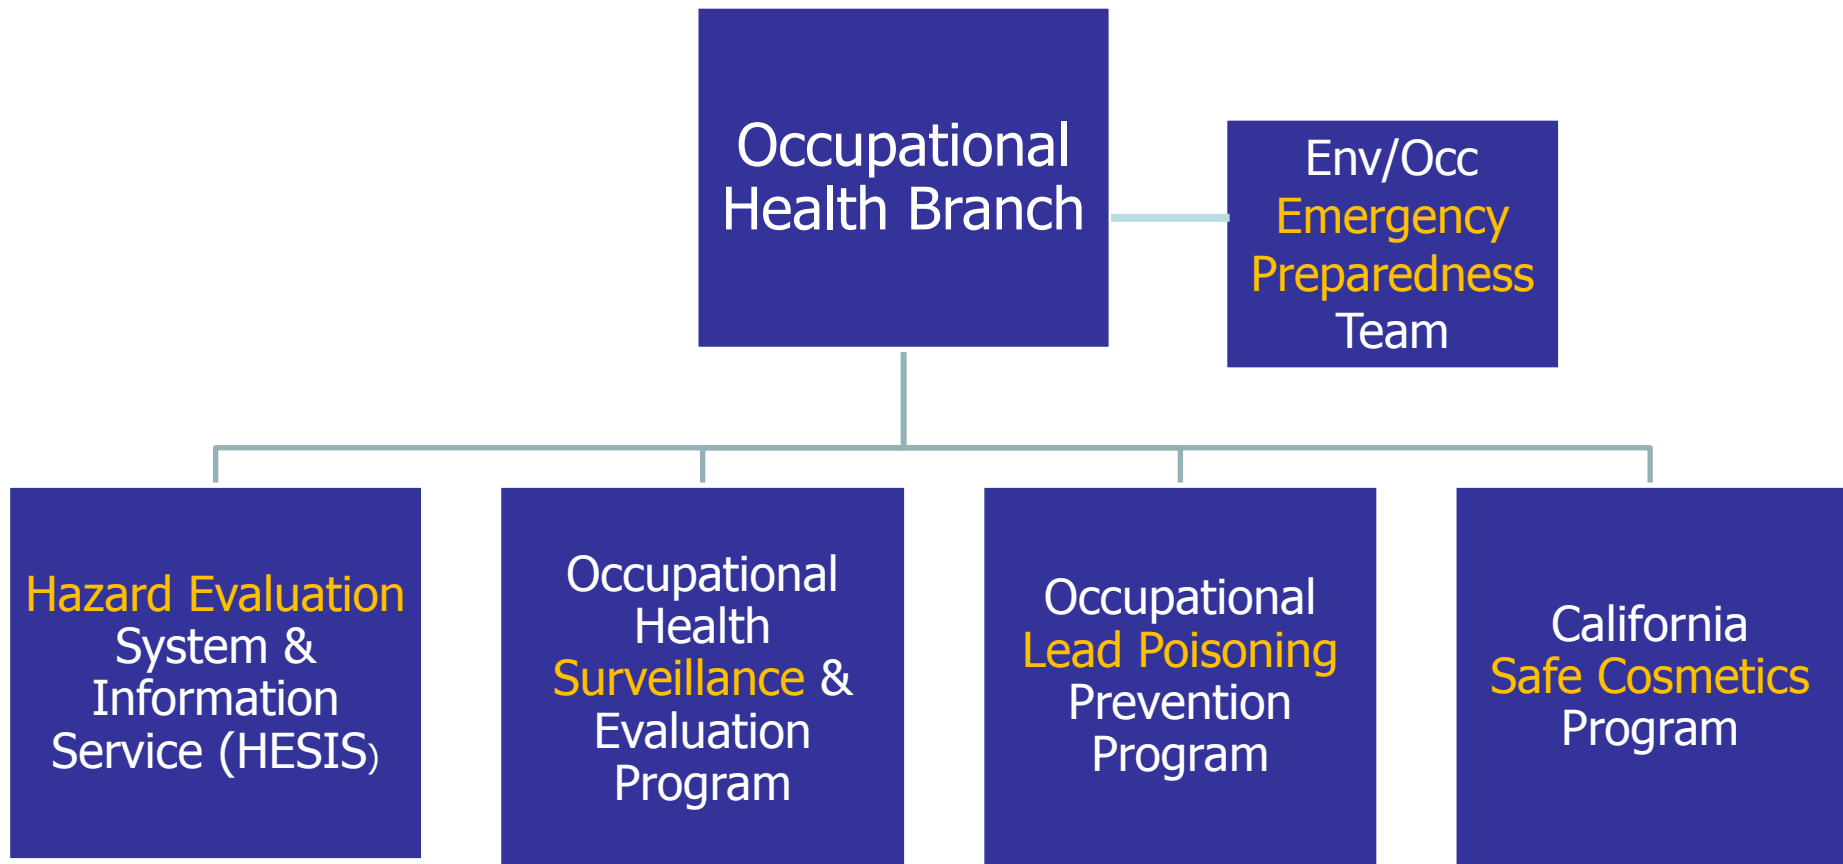 Occupational
Health Branch
Env/Occ
Emergency
Preparedness
Team
Hazard Evaluation
System &
Information
Service (HESIS)
Occupational
Health
Surveillance &
Evaluation
Program
Occupational
Lead Poisoning
Prevention
Program
California
Safe Cosmetics
Program